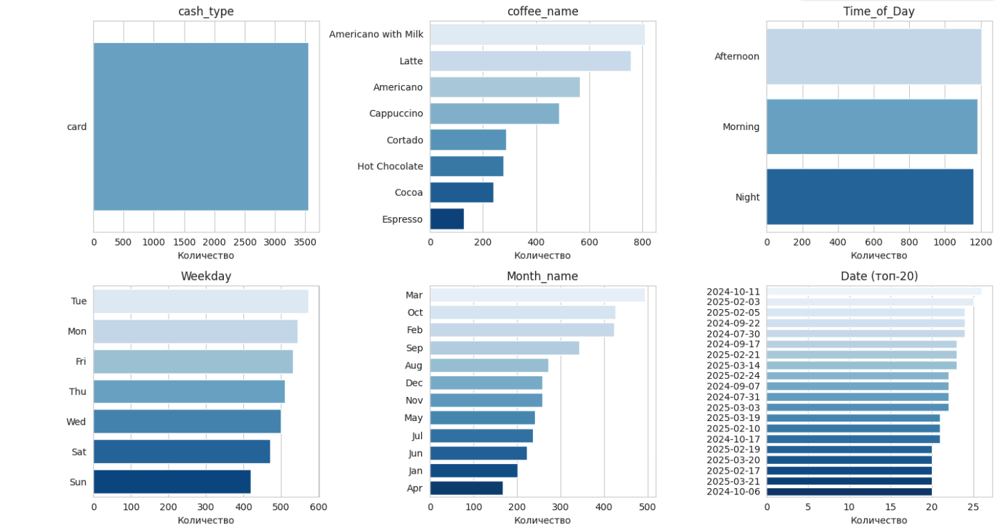 cash_type
card
0 500 1000 1500 2000 2500 3000 3500
Количество
coffee_name
Americano with Milk
Latte
Americano
Cappuccino
Cortado
Hot Chocolate
Cocoa
Espresso
0 200 400 600 800
Количество
Time_of_Day
Afternoon
Morning
Night
0 200 400 600 800 1000 1200
Количество
Weekday
Tue
Mon
Fri
Thu
Wed
Sat
Sun
0 100 200 300 400 500 600
Количество
Month_name
Mar
Oct
Feb
Sep
Aug
Dec
Nov
May
Jul
Jun
Jan
Apr
0 100 200 300 400 500
Количество
Date (топ-20)
2024-10-11
2025-02-03
2025-02-05
2024-09-22
2024-07-30
2024-09-17
2025-02-21
2025-03-14
2025-02-24
2024-09-07
2024-07-31
2025-03-03
2025-03-19
2025-02-10
2024-10-17
2025-02-19
2025-03-20
2025-02-17
2025-03-21
2024-10-06
0 5 10 15 20 25
Количество